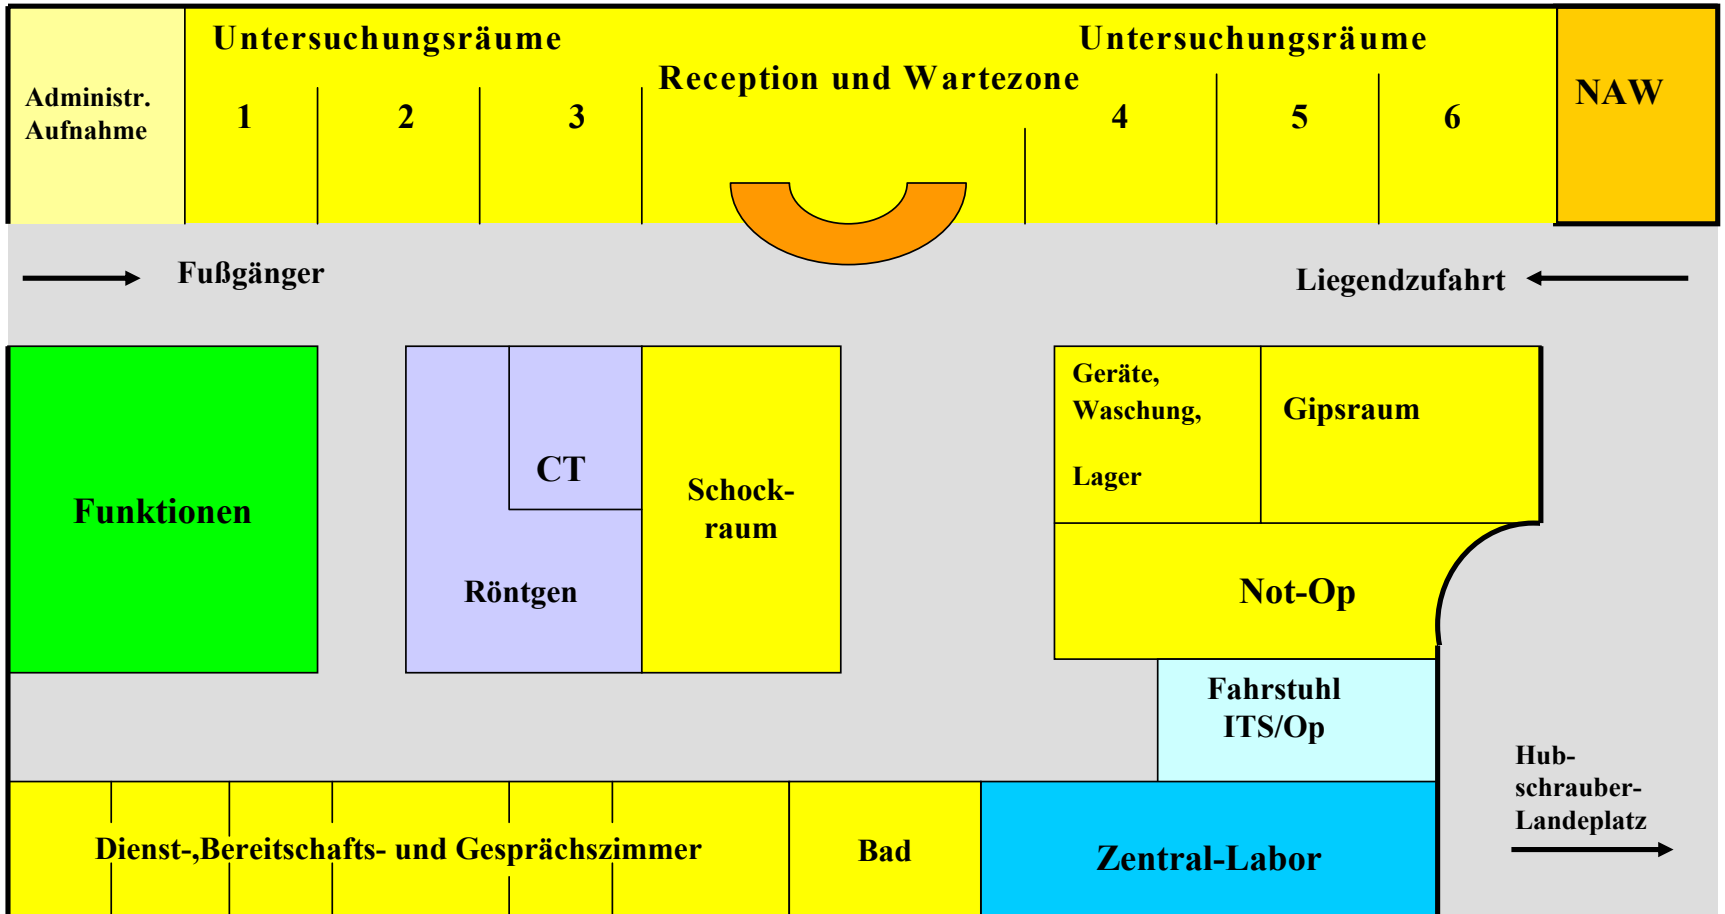 Untersuchungsräume
Untersuchungsräume
Reception und Wartezone
NAW
Administr.
Aufnahme
1
2
3
4
5
6
Fußgänger
Liegendzufahrt
Geräte,
Waschung,
Lager
Gipsraum
CT
Schock-
raum
Funktionen
Röntgen
Not-Op
Fahrstuhl
ITS/Op
Hub-
schrauber-
Landeplatz
Dienst-,Bereitschafts- und Gesprächszimmer
Bad
Zentral-Labor